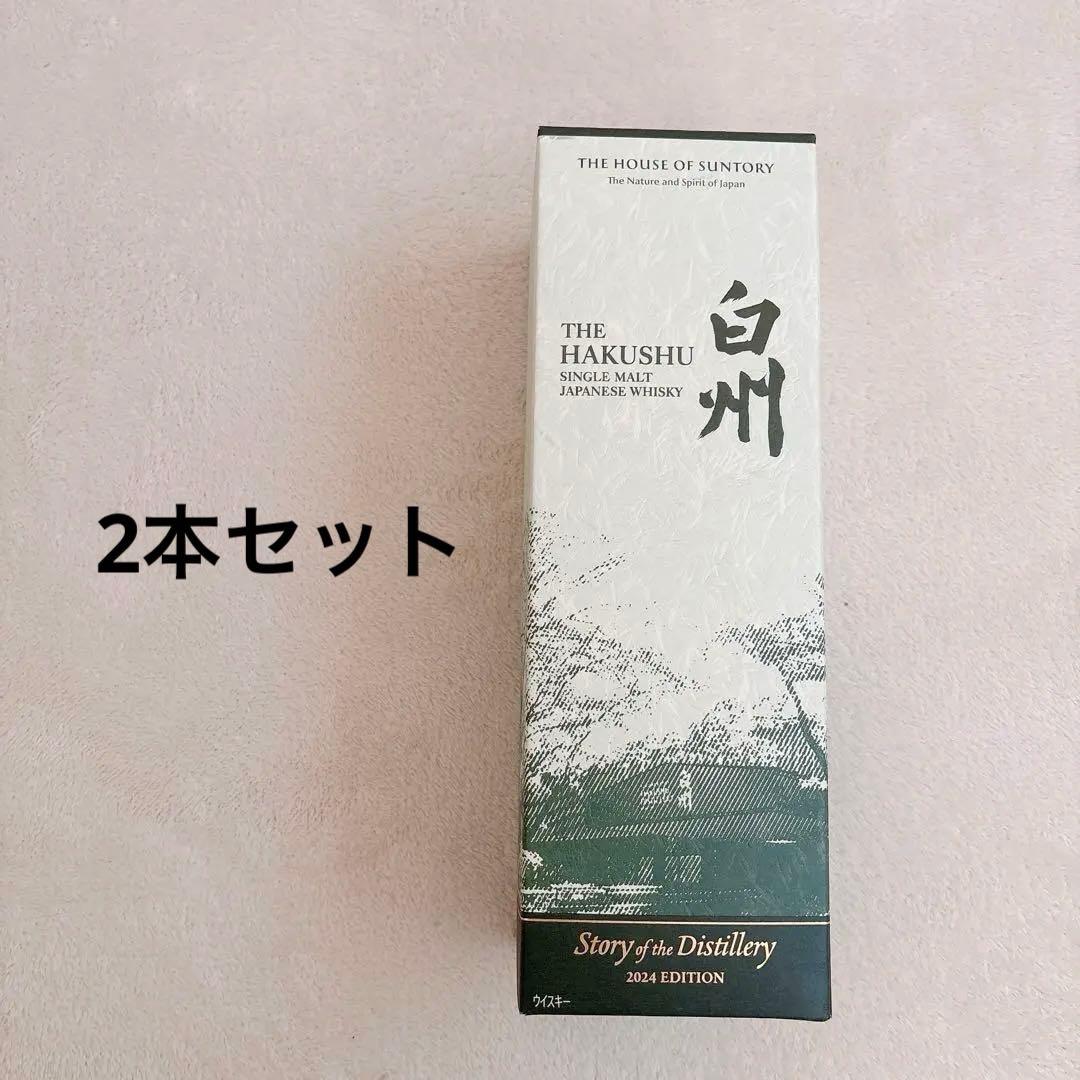 THE HOUSE OF SUNTORY
The Nature and Spirit of Japan
白州
THE
HAKUSHU
SINGLE MALT
JAPANESE WHISKY
2本セット
Story of the Distillery
2024 EDITION
ウイスキー